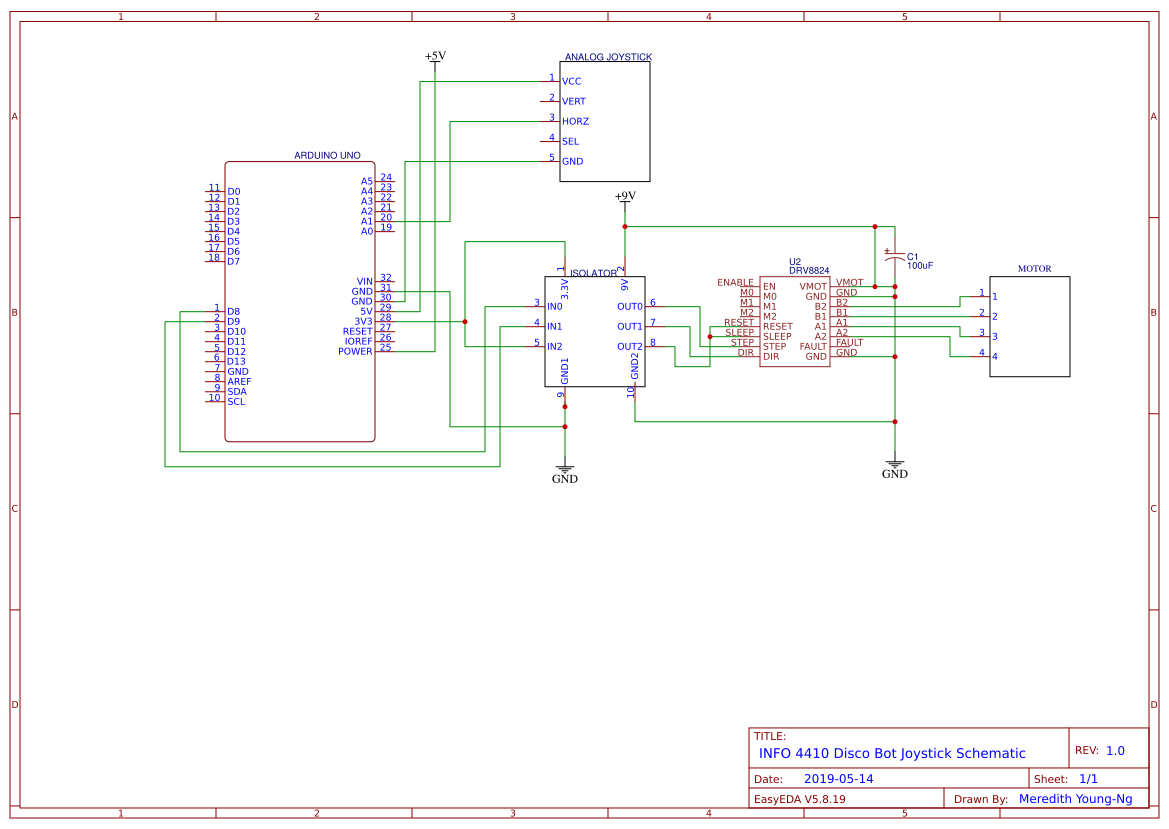 1 2 3 4 5
+5V
ANALOG JOYSTICK
1 VCC
2 VERT
3 HORZ
4 SEL
5 GND
A A
ARDUINO UNO
11 D0
12 D1
13 D2
14 D3
15 D4
16 D5
17 D6
18 D7
1 D8
2 D9
3 D10
4 D11
5 D12
6 D13
7 GND
8 AREF
9 SDA
10 SCL
A5 24
A4 23
A3 22
A2 21
A1 20
A0 19
VIN 32
GND 31
GND 30
5V 29
3V3 28
RESET 27
IOREF 26
POWER 25
+9V
ISOLATOR
1 3.3V
2 9V
3 IN0
4 IN1
5 IN2
OUT0 6
OUT1 7
OUT2 8
GND1 9
GND2 10
GND
U2
DRV8824
ENABLE EN
M0 M0
M1 M1
M2 M2
RESET RESET
SLEEP SLEEP
STEP STEP
DIR DIR
VMOT VMOT
GND GND
B2 B2
B1 B1
A1 A1
A2 A2
FAULT FAULT
GND GND
+
C1
100uF
MOTOR
1 1
2 2
3 3
4 4
GND
B B
C C
D D
TITLE:
INFO 4410 Disco Bot Joystick Schematic
REV: 1.0
Date: 2019-05-14
Sheet: 1/1
EasyEDA V5.8.19
Drawn By: Meredith Young-Ng
1 2 3 4 5